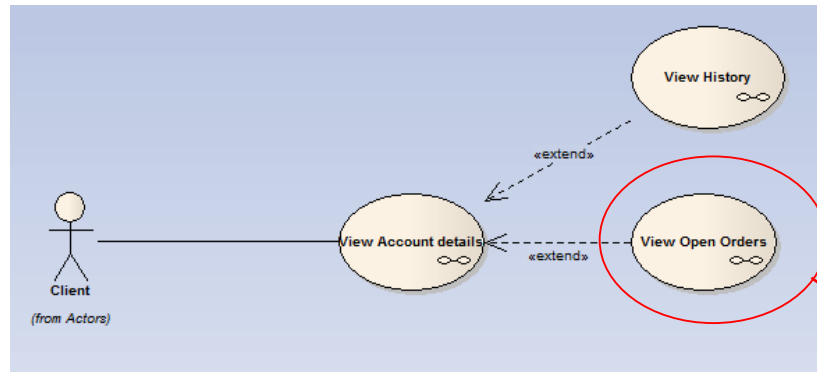 View History
«extend»
View Account details
View Open Orders
«extend»
Client
(from Actors)